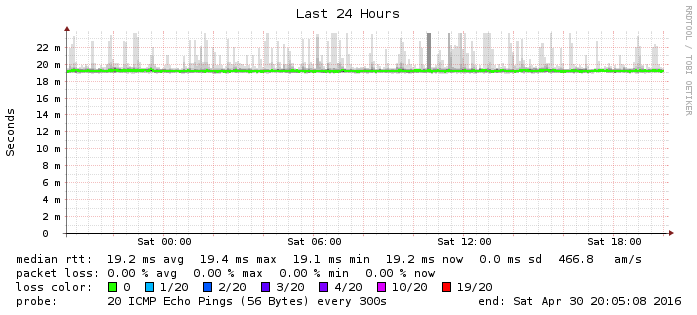 Last 24 Hours
RRDTOOL / TOBI OETIKER
Seconds
22 m
20 m
18 m
16 m
14 m
12 m
10 m
8 m
6 m
4 m
2 m
0
Sat 00:00 Sat 06:00 Sat 12:00 Sat 18:00
median rtt: 19.2 ms avg 19.4 ms max 19.1 ms min 19.2 ms now 0.0 ms sd 466.8 am/s
packet loss: 0.00 % avg 0.00 % max 0.00 % min 0.00 % now
loss color: 0 1/20 2/20 3/20 4/20 10/20 19/20
probe: 20 ICMP Echo Pings (56 Bytes) every 300s end: Sat Apr 30 20:05:08 2016